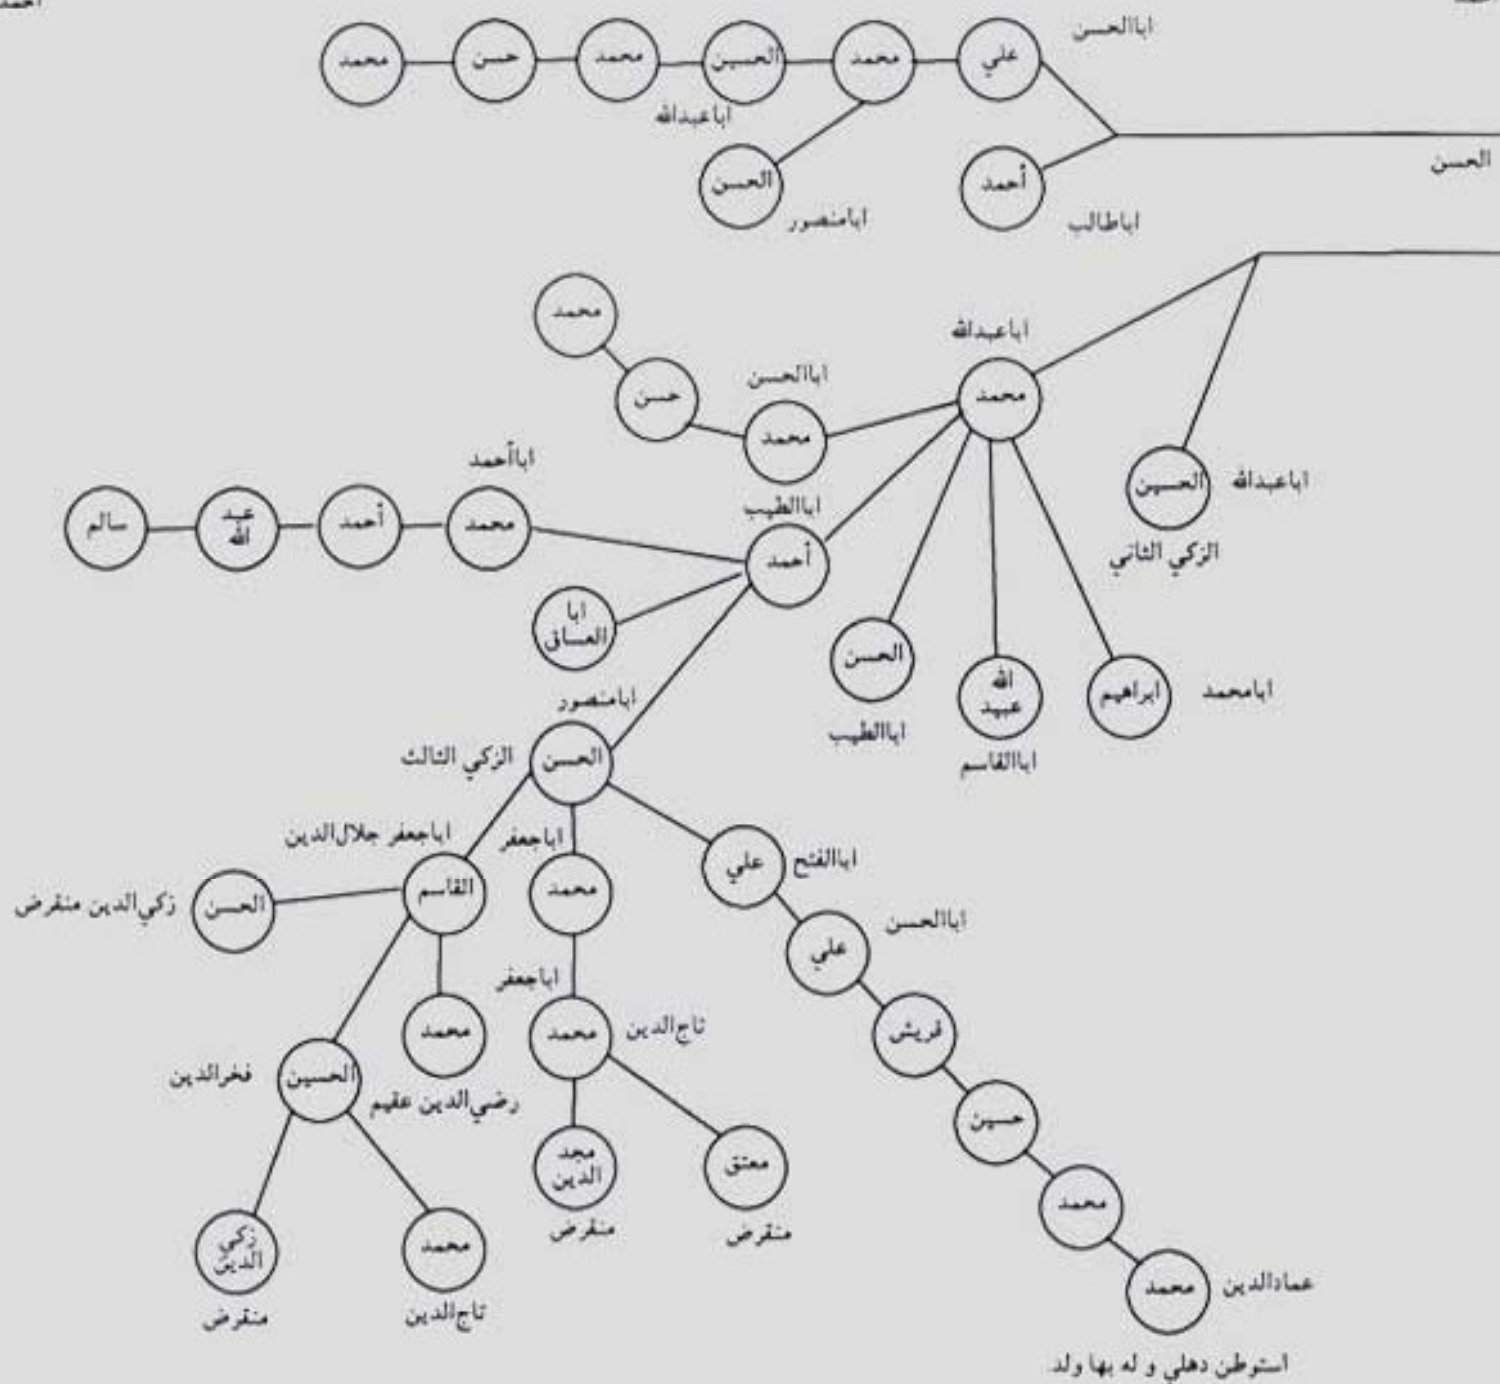 أحمد
اباالحسن
علي
محمد
الحسين
محمد
حسن
محمد
اباعبدالله
الحسن
أحمد
الحسن
ابامنصور
اباطالب
محمد
اباعبدالله
محمد
حسن
اباالحسن
محمد
الحسين
اباعبدالله
الزكي الثاني
اباأحمد
اباالطيب
سالم
عبد
الله
أحمد
محمد
أحمد
ابا
الحسن
الله
عبيد
ابراهيم
ابامحمد
اباالطيب
اباالقاسم
ابامنصور
الحسن
الزكي الثالث
اباجعفر جلال‌الدين
اباجعفر
علي
اباالفتح
القاسم
محمد
الحسن
زكي‌الدين منقرض
اباالحسن
علي
اباجعفر
محمد
محمد
تاج‌الدين
قريش
الحسين
فخرالدين
رضي‌الدين عقيم
حسين
مجد
الدين
معتق
منقرض
منقرض
محمد
زكي
الدين
محمد
منقرض
تاج‌الدين
محمد
عمادالدين
استوطن دهلي و له بها ولد.